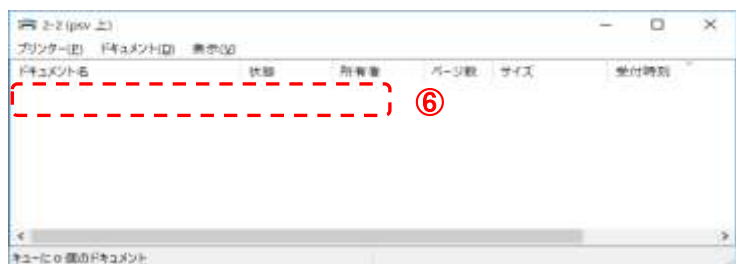 2-2 (psv 上)
プリンター(P) ドキュメント(D) 表示(V)
ドキュメント名 状態 所有者 ページ数 サイズ 受付時刻
⑥
キューに 0 個のドキュメント